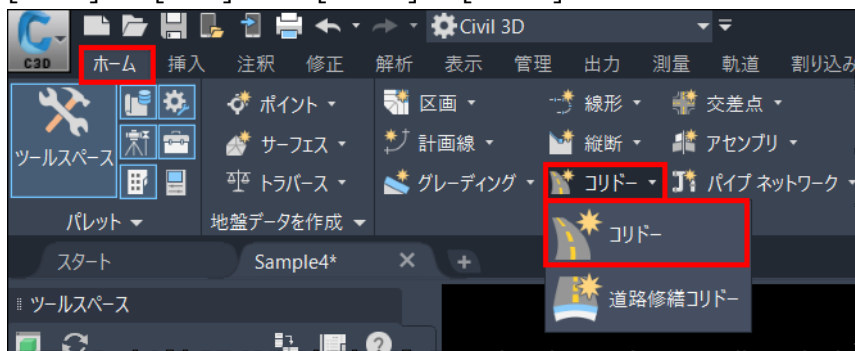 Civil 3D
C3D ホーム 挿入 注釈 修正 解析 表示 管理 出力 測量 軌道 割り込み
ポイント 区画 線形 交差点
サーフェス 計画線 縦断 アセンブリ
ツールスペース
トラバース グレーディング コリドー パイプ ネットワーク
パレット 地盤データを作成
コリドー
スタート Sample4*
ツールスペース
道路修繕コリドー